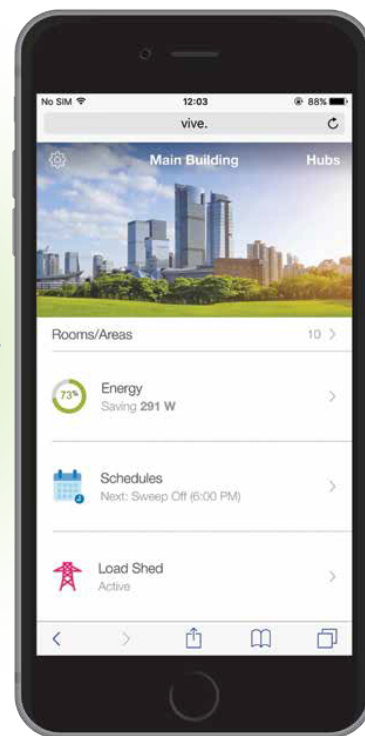 No SIM 12:03 88%
vive.
Main Building Hubs
Rooms/Areas 10
73%
Energy
Saving 291 W
Schedules
Next: Sweep Off (6:00 PM)
Load Shed
Active